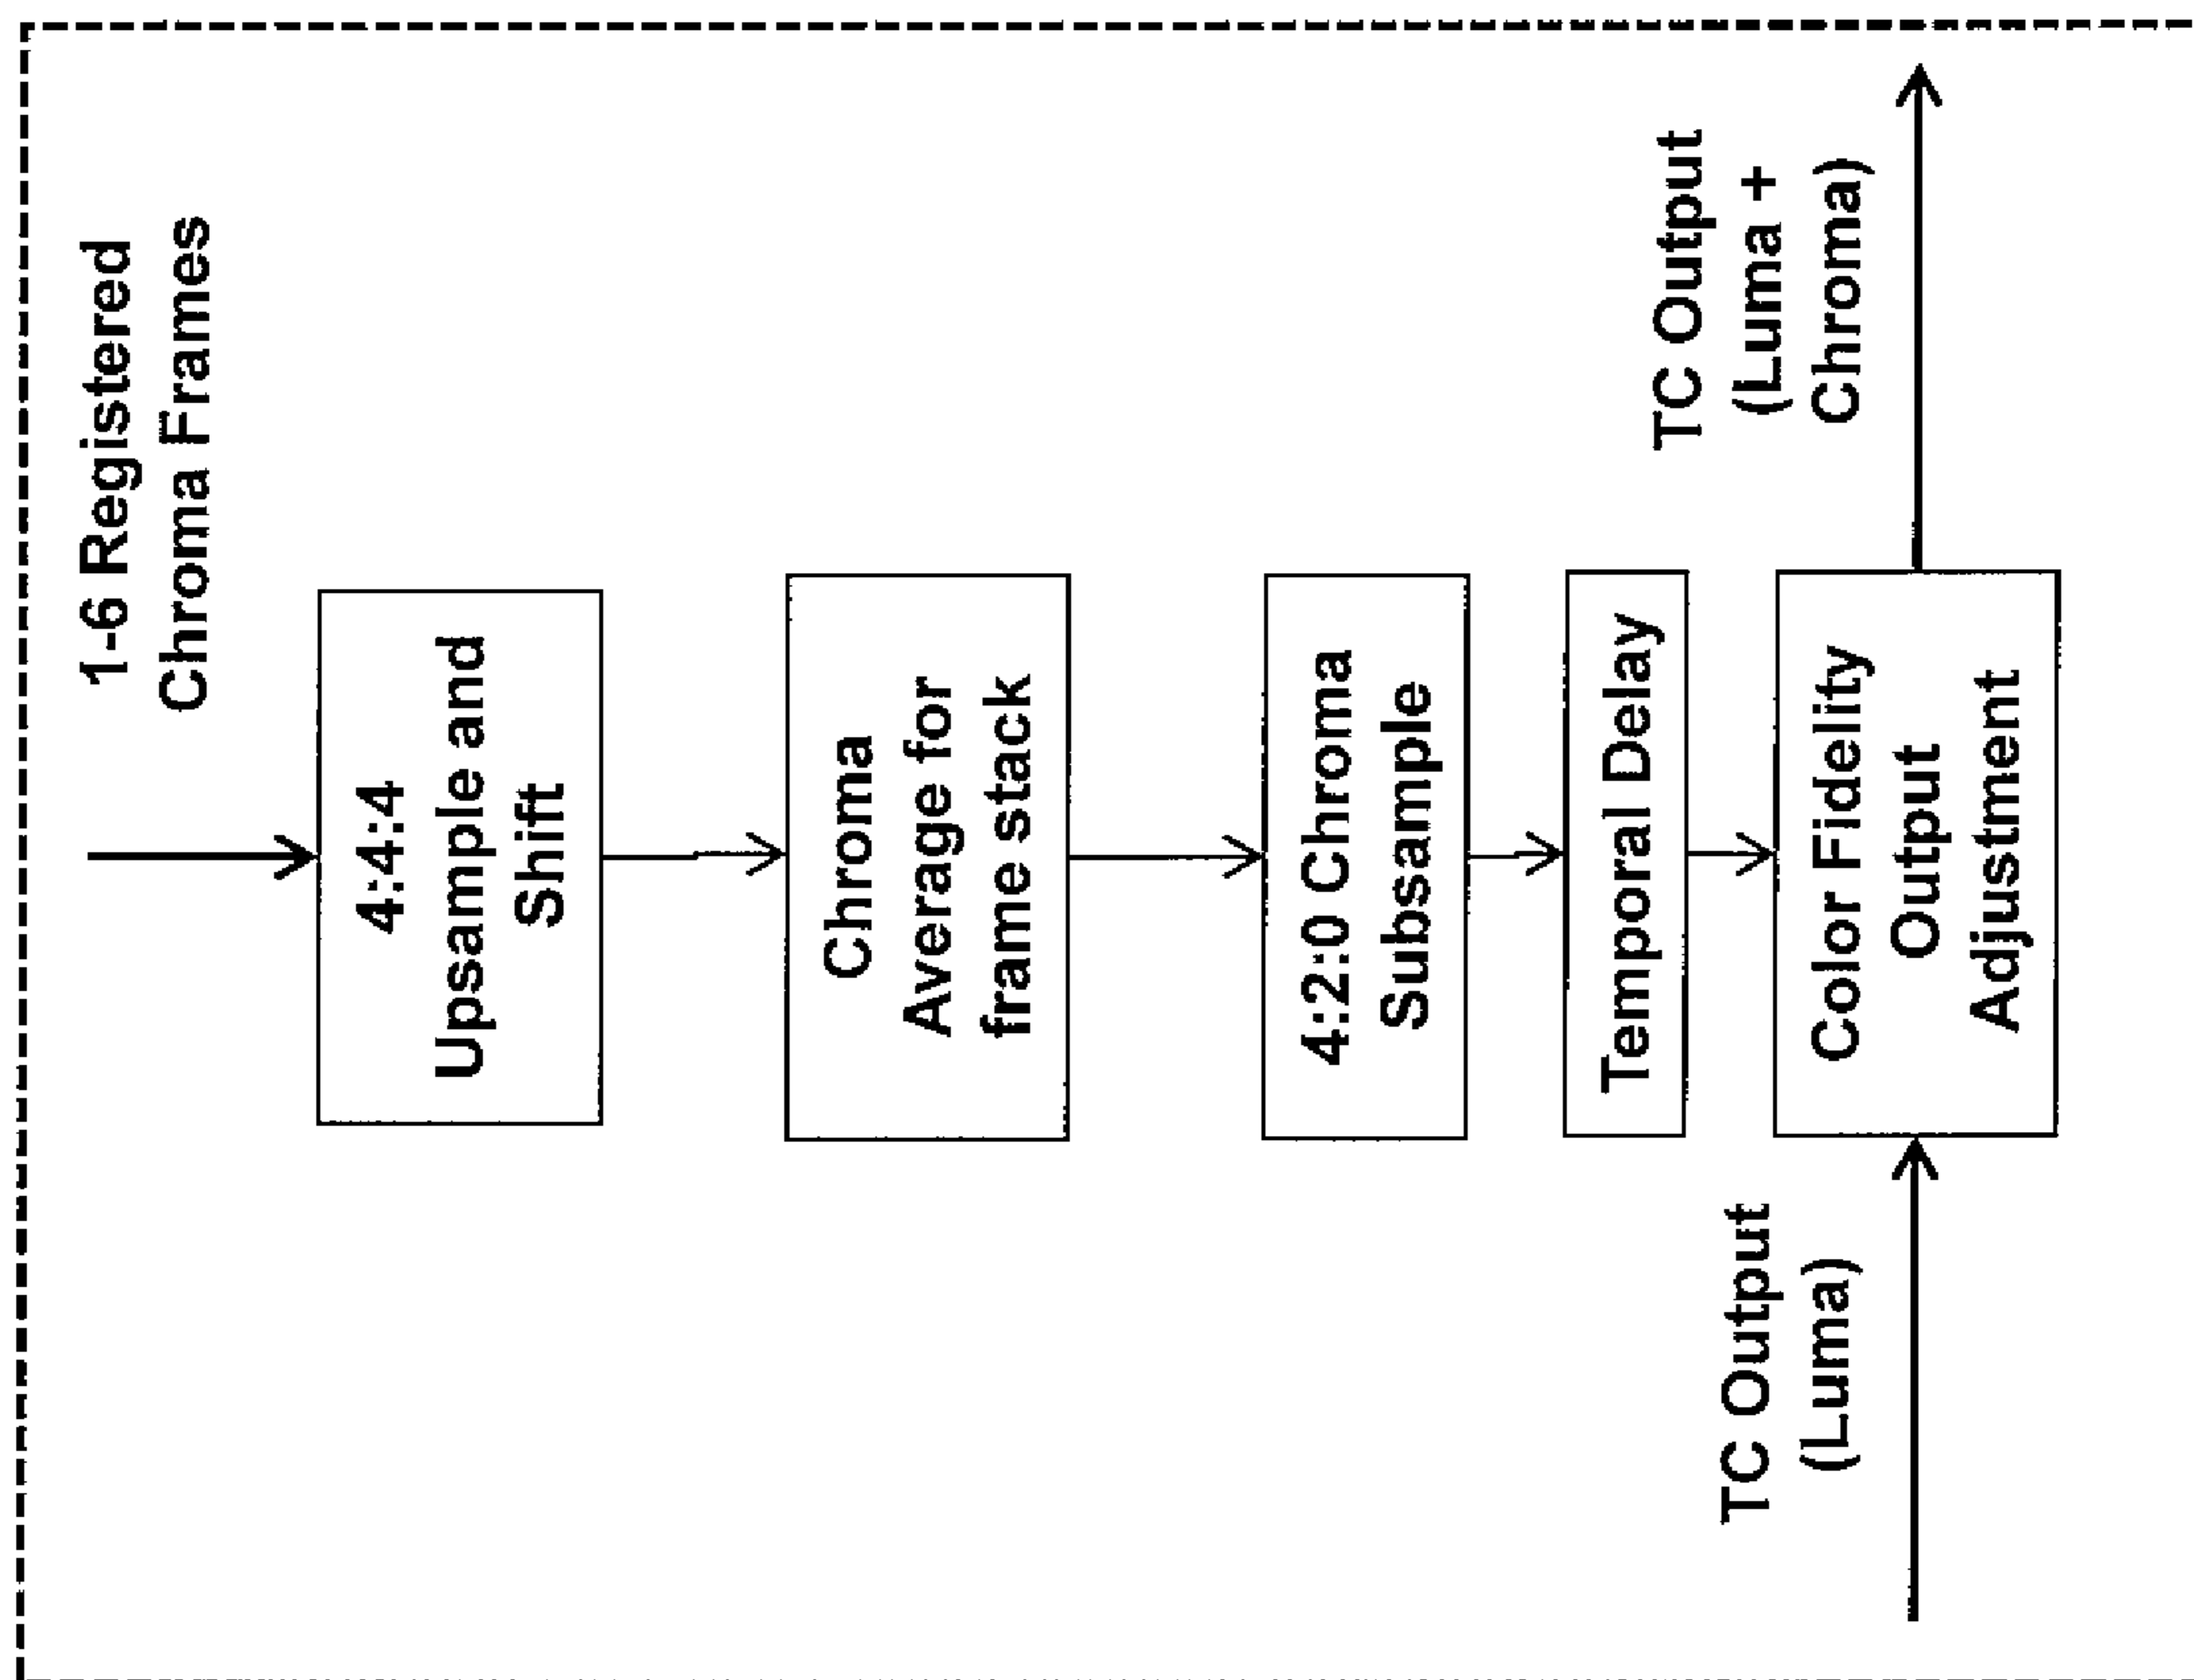 1-6 Registered
Chroma Frames
4:4:4
Upsample and
Shift
Chroma
Average for
frame stack
4:2:0 Chroma
Subsample
Temporal Delay
Color Fidelity
Output
Adjustment
TC Output
(Luma)
TC Output
(Luma +
Chroma)